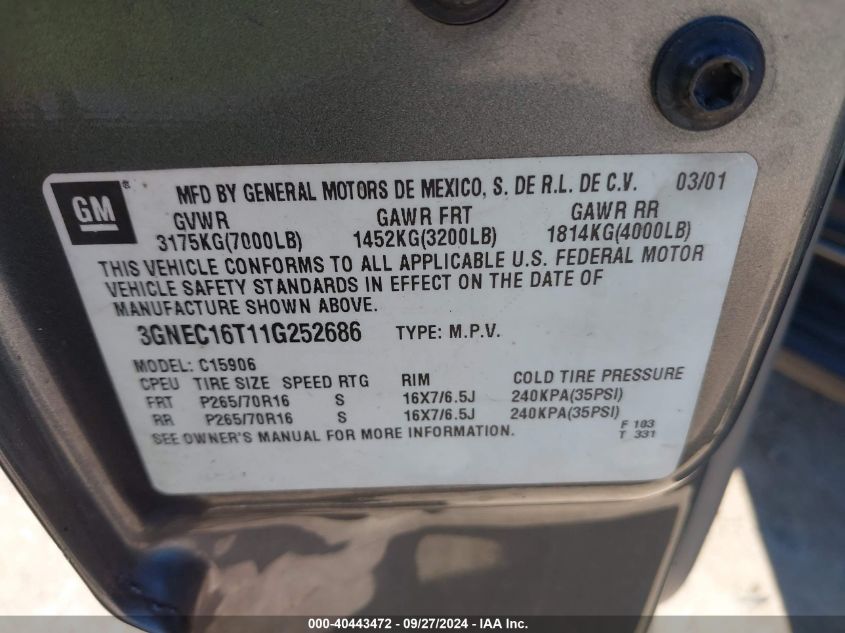 GM®
MFD BY GENERAL MOTORS DE MEXICO, S. DE R.L. DE C.V. 03/01
GVWR GAWR FRT GAWR RR
3175KG(7000LB) 1452KG(3200LB) 1814KG(4000LB)
THIS VEHICLE CONFORMS TO ALL APPLICABLE U.S. FEDERAL MOTOR
VEHICLE SAFETY STANDARDS IN EFFECT ON THE DATE OF
MANUFACTURE SHOWN ABOVE.
3GNEC16T11G252686 TYPE: M.P.V.
MODEL: C15906
CPEU TIRE SIZE SPEED RTG RIM COLD TIRE PRESSURE
FRT P265/70R16 S 16X7/6.5J 240KPA(35PSI)
RR P265/70R16 S 16X7/6.5J 240KPA(35PSI)
SEE OWNER'S MANUAL FOR MORE INFORMATION.
F 103
T 331
000-40443472 - 09/27/2024 - IAA Inc.